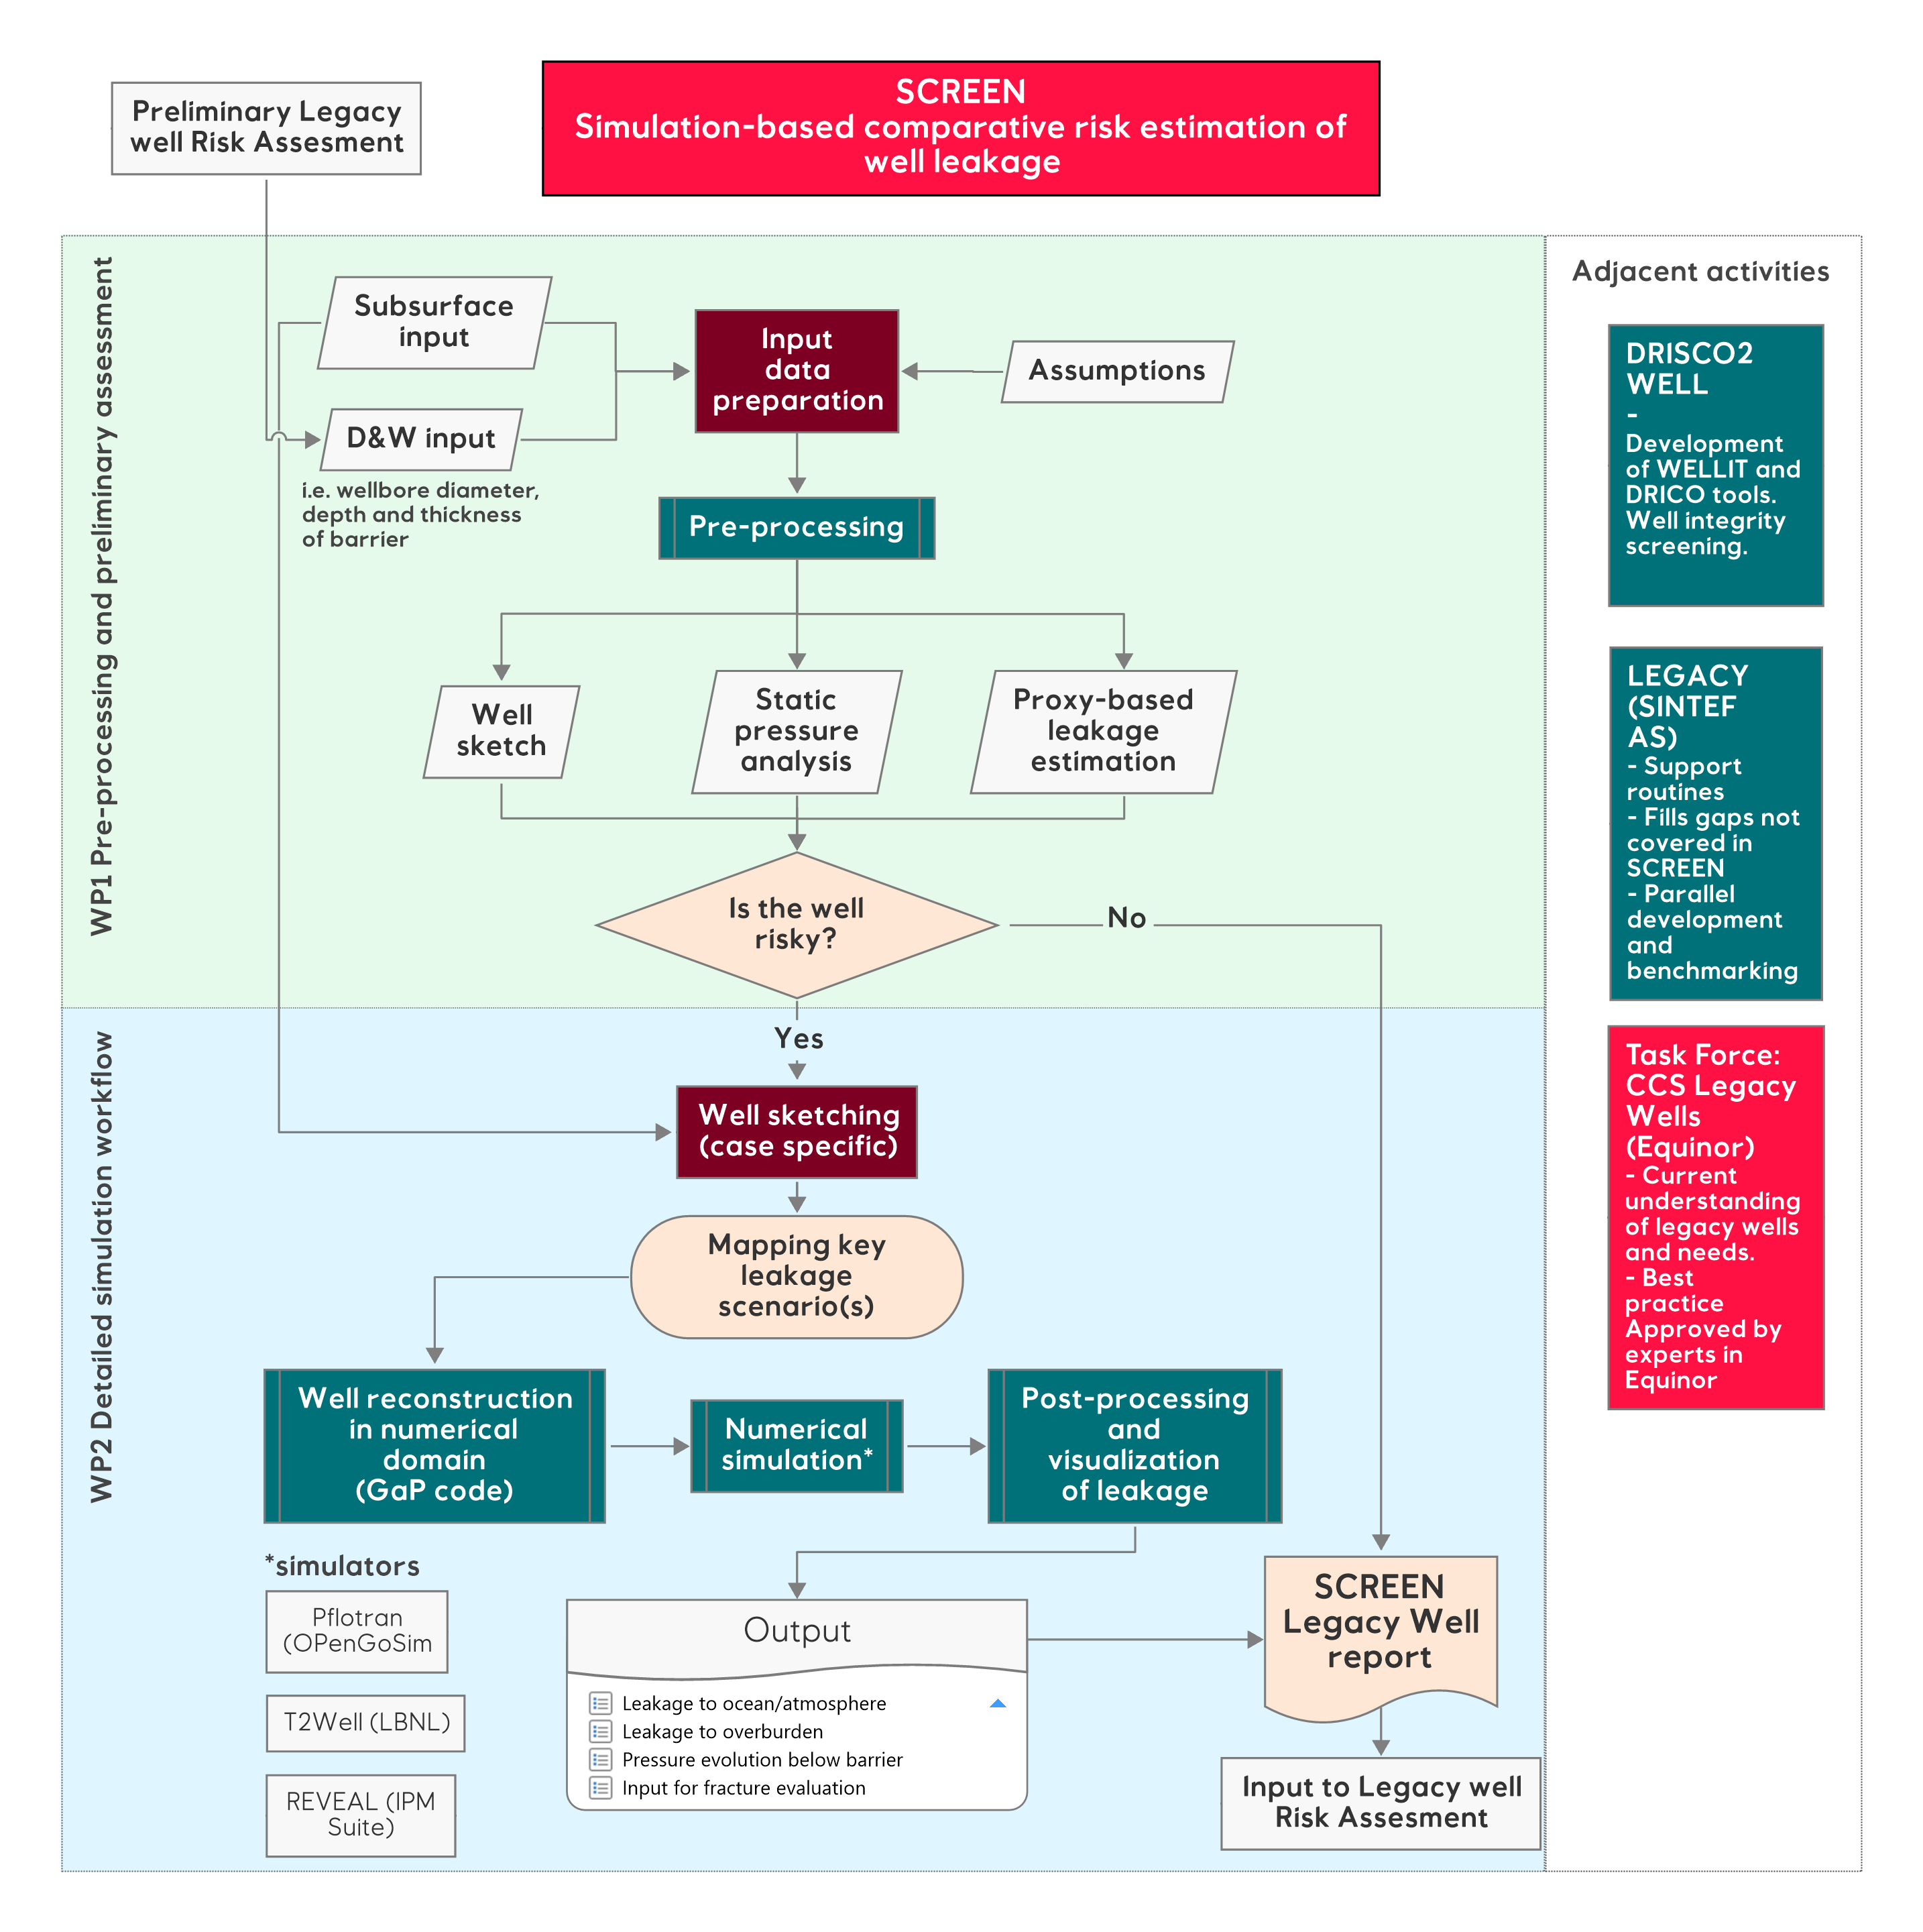 Preliminary Legacy
well Risk Assesment
SCREEN
Simulation-based comparative risk estimation of
well leakage
WP1 Pre-processing and preliminary assessment
Subsurface
input
D&W input
i.e. wellbore diameter,
depth and thickness
of barrier
Input
data
preparation
Assumptions
Pre-processing
Well
sketch
Static
pressure
analysis
Proxy-based
leakage
estimation
Is the well
risky?
No
Yes
WP2 Detailed simulation workflow
Well sketching
(case specific)
Mapping key
leakage
scenario(s)
Well reconstruction
in numerical
domain
(GaP code)
Numerical
simulation*
Post-processing
and
visualization
of leakage
*simulators
Pflotran
(OPenGoSim
T2Well (LBNL)
REVEAL (IPM
Suite)
Output
Leakage to ocean/atmosphere
Leakage to overburden
Pressure evolution below barrier
Input for fracture evaluation
SCREEN
Legacy Well
report
Input to Legacy well
Risk Assesment
Adjacent activities
DRISCO2
WELL
-
Development
of WELLIT and
DRICO tools.
Well integrity
screening.
LEGACY
(SINTEF
AS)
- Support
routines
- Fills gaps not
covered in
SCREEN
- Parallel
development
and
benchmarking
Task Force:
CCS Legacy
Wells
(Equinor)
- Current
understanding
of legacy wells
and needs.
- Best
practice
Approved by
experts in
Equinor